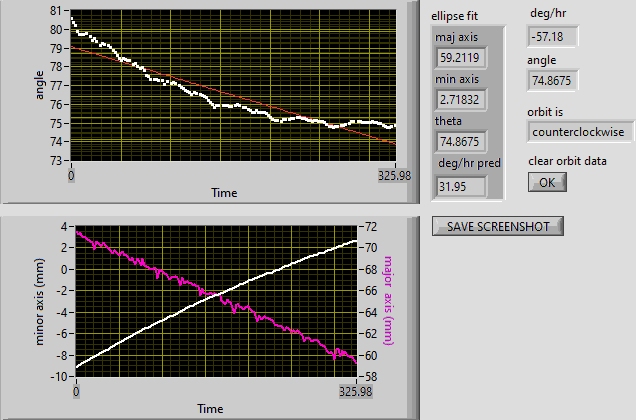 81
80
79
78
77
76
75
74
73
angle
0
325.98
Time
ellipse fit
maj axis
59.2119
min axis
2.71832
theta
74.8675
deg/hr pred
31.95
deg/hr
-57.18
angle
74.8675
orbit is
counterclockwise
clear orbit data
OK
SAVE SCREENSHOT
4
2
0
-2
-4
-6
-8
-10
minor axis (mm)
72
70
68
66
64
62
60
58
major axis (mm)
0
325.98
Time